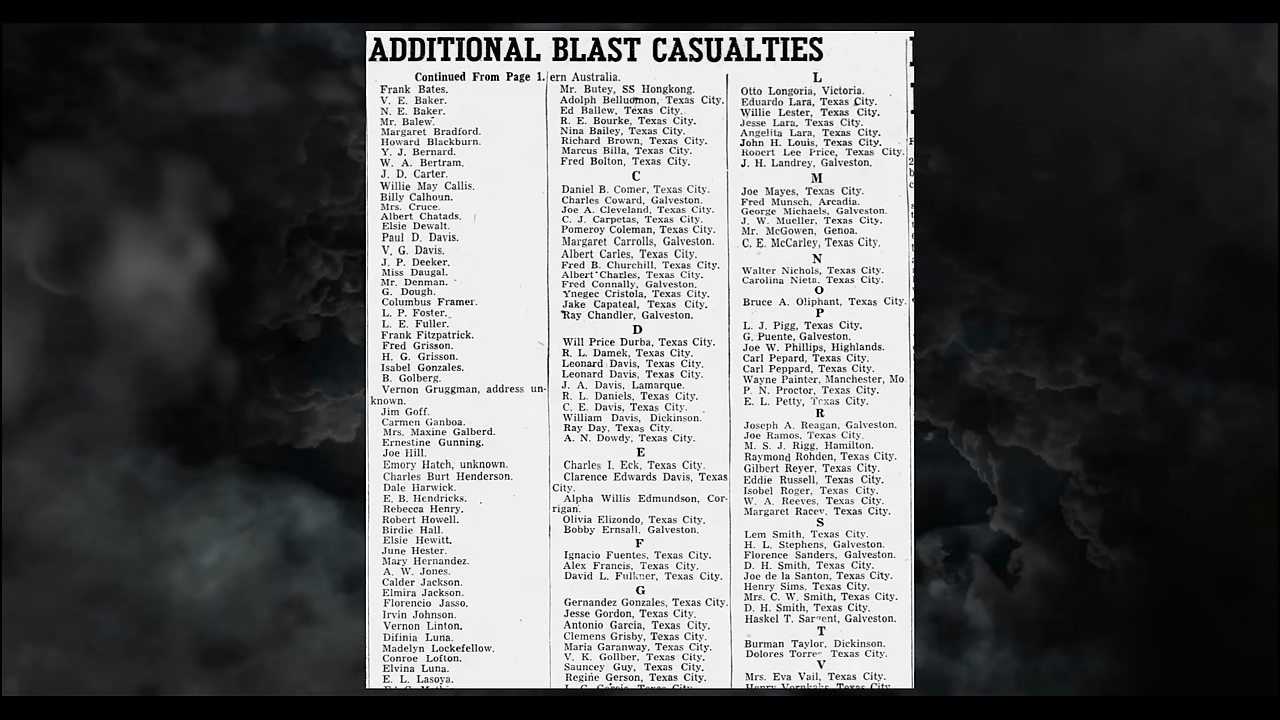 ADDITIONAL BLAST CASUALTIES
Continued From Page 1.
Frank Bates.
V. E. Baker.
N. E. Baker.
Mr. Balew.
Margaret Bradford.
Howard Blackburn.
Y. J. Bernard.
W. A. Bertram.
J. D. Carter.
Willie May Callis.
Billy Calhoun.
Mrs. Cruce.
Albert Chatads.
Elsie Dewalt.
Paul D. Davis.
V. G. Davis.
J. P. Deeker.
Miss Daugal.
Mr. Denman.
G. Dough.
Columbus Framer.
L. P. Foster.
L. E. Fuller.
Frank Fitzpatrick.
Fred Grisson.
H. G. Grisson.
Isabel Gonzales.
B. Golberg.
Vernon Gruggman, address un-
known.
Jim Goff.
Carmen Ganboa.
Mrs. Maxine Galberd.
Ernestine Gunning.
Joe Hill.
Emory Hatch, unknown.
Charles Burt Henderson.
Dale Harwick.
E. B. Hendricks.
Rebecca Henry.
Robert Howell.
Birdie Hall.
Elsie Hewitt.
June Hester.
Mary Hernandez.
A. W. Jones.
Calder Jackson.
Elmira Jackson.
Florencio Jasso.
Irvin Johnson.
Vernon Linton.
Difinia Luna.
Madelyn Lockefellow.
Conroe Lofton.
Elvina Luna.
E. L. Lasoya.
ern Australia.
Mr. Butey, SS Hongkong.
Adolph Belluomon, Texas City.
Ed Ballew, Texas City.
R. E. Bourke, Texas City.
Nina Bailey, Texas City.
Richard Brown, Texas City.
Marcus Billa, Texas City.
Fred Bolton, Texas City.
C
Daniel B. Comer, Texas City.
Charles Coward, Galveston.
Joe A. Cleveland, Texas City.
C. J. Carpetas, Texas City.
Pomeroy Coleman, Texas City.
Margaret Carrolls, Galveston.
Albert Carles, Texas City.
Fred B. Churchill, Texas City.
Albert Charles, Texas City.
Fred Connally, Galveston.
Ynegec Cristola, Texas City.
Jake Capateal, Texas City.
Ray Chandler, Galveston.
D
Will Price Durba, Texas City.
R. L. Damek, Texas City.
Leonard Davis, Texas City.
Leonard Davis, Texas City.
J. A. Davis, Lamarque.
R. L. Daniels, Texas City.
C. E. Davis, Texas City.
William Davis, Dickinson.
Ray Day, Texas City.
A. N. Dowdy, Texas City.
E
Charles I. Eck, Texas City.
Clarence Edwards Davis, Texas
City.
Alpha Willis Edmundson, Cor-
rigan.
Olivia Elizondo, Texas City.
Bobby Ernsall, Galveston.
F
Ignacio Fuentes, Texas City.
Alex Francis, Texas City.
David L. Fulkner, Texas City.
G
Gernandez Gonzales, Texas City.
Jesse Gordon, Texas City.
Antonio Garcia, Texas City.
Clemens Grisby, Texas City.
Maria Garanway, Texas City.
V. K. Gollber, Texas City.
Sauncey Guy, Texas City.
Regine Gerson, Texas City.
L
Otto Longoria, Victoria.
Eduardo Lara, Texas City.
Willie Lester, Texas City.
Jesse Lara, Texas City.
Angelita Lara, Texas City.
John H. Louis, Texas City.
Robert Lee Price, Texas City.
J. H. Landrey, Galveston.
M
Joe Mayes, Texas City.
Fred Munsch, Arcadia.
George Michaels, Galveston.
J. W. Mueller, Texas City.
Mr. McGowen, Genoa.
C. E. McCarley, Texas City.
N
Walter Nichols, Texas City.
Carolina Nieta, Texas City.
O
Bruce A. Oliphant, Texas City.
P
L. J. Pigg, Texas City.
G. Puente, Galveston.
Joe W. Phillips, Highlands.
Carl Pepard, Texas City.
Carl Peppard, Texas City.
Wayne Painter, Manchester, Mo.
P. N. Proctor, Texas City.
E. L. Petty, Texas City.
R
Joseph A. Reagan, Galveston.
Joe Ramos, Texas City.
M. S. J. Rigg, Hamilton.
Raymond Rohden, Texas City.
Gilbert Reyer, Texas City.
Eddie Russell, Texas City.
Isobel Roger, Texas City.
W. A. Reeves, Texas City.
Margaret Racey, Texas City.
S
Lem Smith, Texas City.
H. L. Stephens, Galveston.
Florence Sanders, Galveston.
D. H. Smith, Texas City.
Joe de la Santon, Texas City.
Henry Sims, Texas City.
Mrs. C. W. Smith, Texas City.
D. H. Smith, Texas City.
Haskel T. Sargent, Galveston.
T
Burman Taylor, Dickinson.
Dolores Torres Texas City.
V
Mrs. Eva Vail, Texas City.